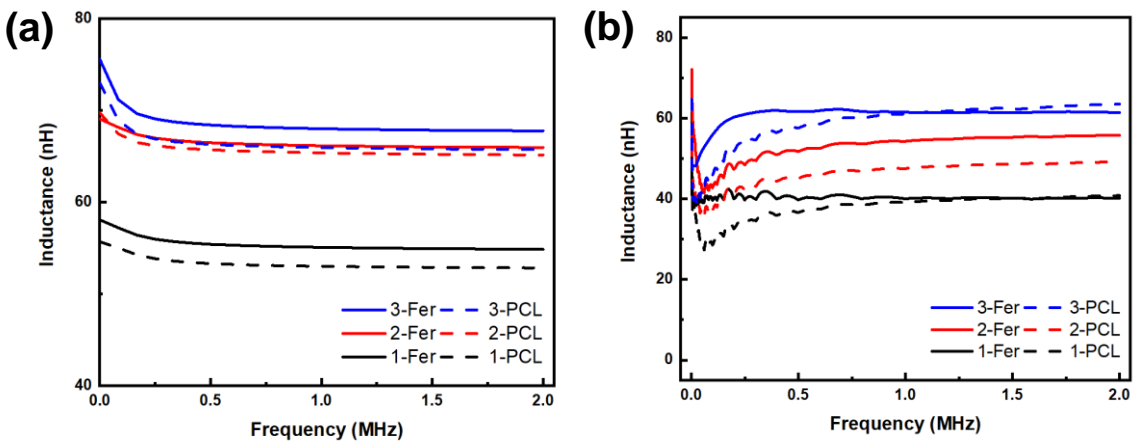 (a)
80
60
40
Inductance (nH)
3-Fer 3-PCL
2-Fer 2-PCL
1-Fer 1-PCL
0.0 0.5 1.0 1.5 2.0
Frequency (MHz)
(b)
80
60
40
20
0
Inductance (nH)
3-Fer 3-PCL
2-Fer 2-PCL
1-Fer 1-PCL
0.0 0.5 1.0 1.5 2.0
Frequency (MHz)